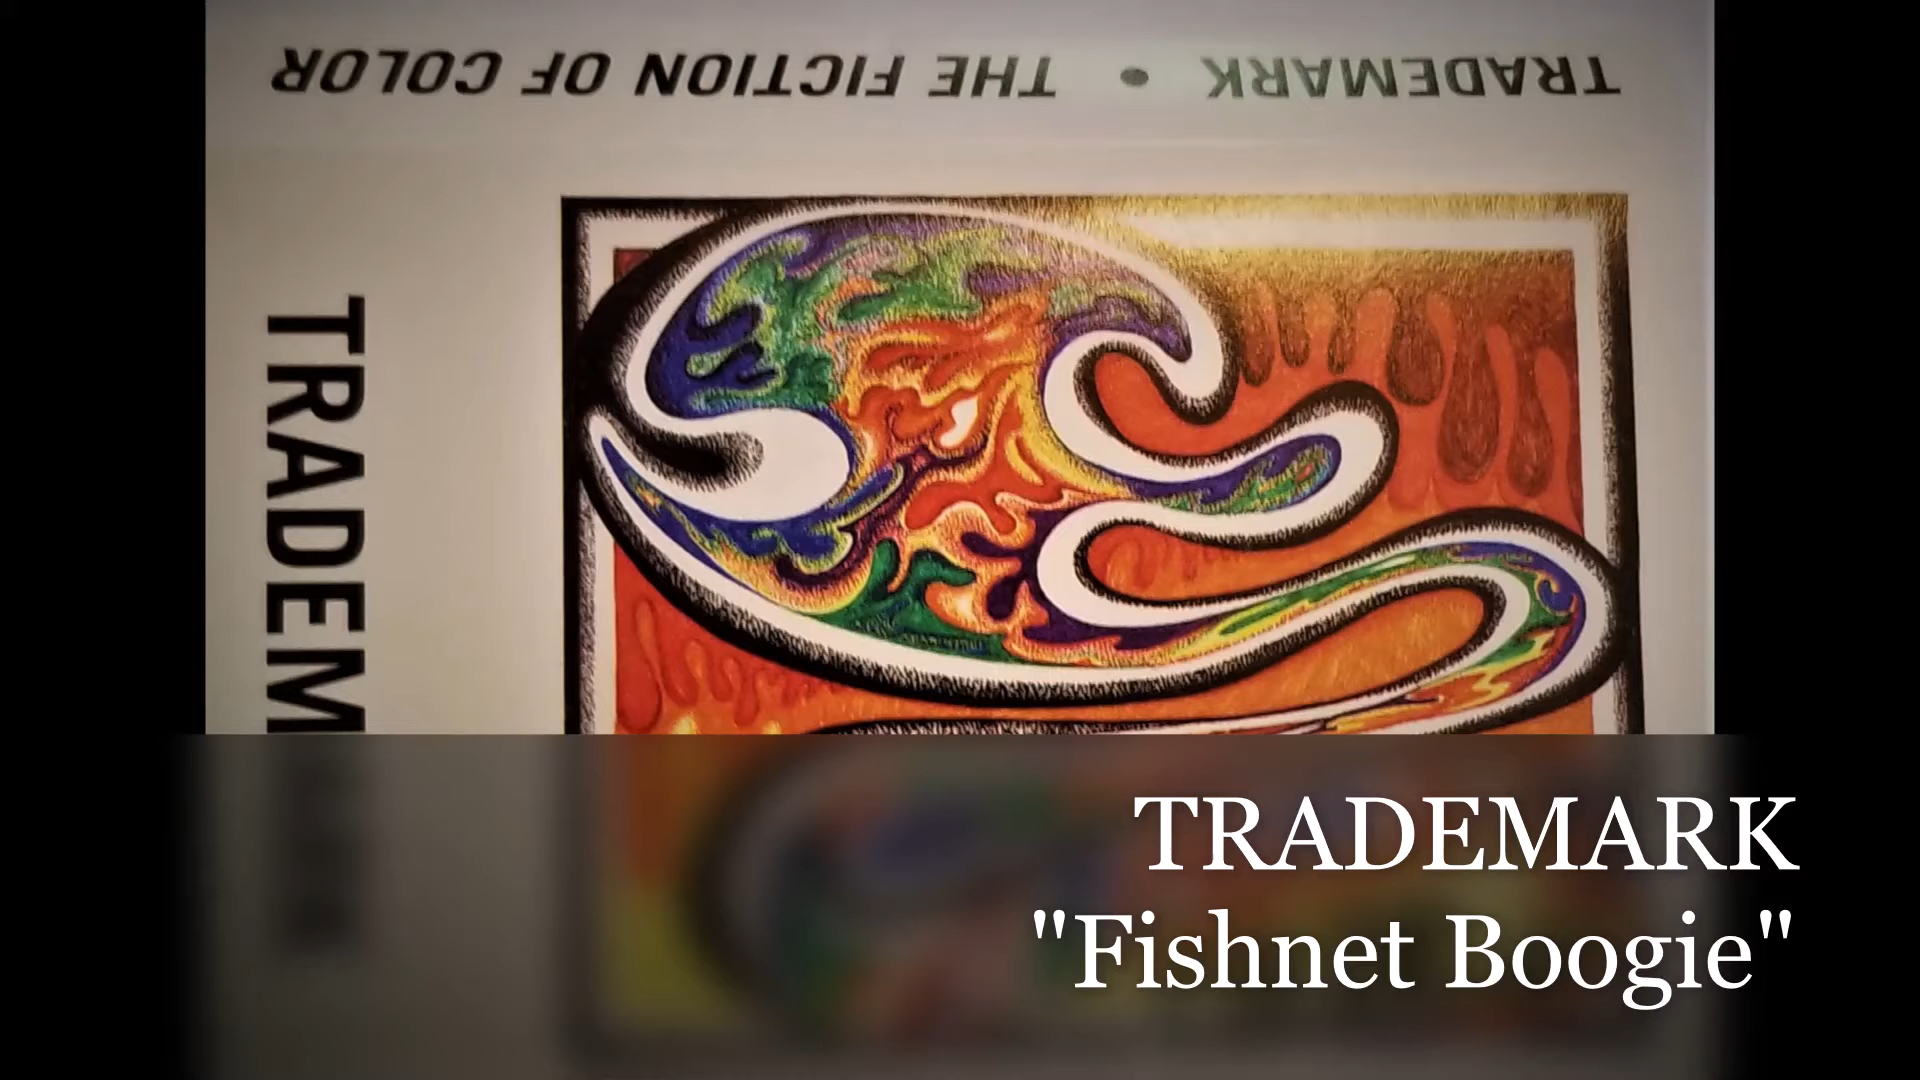 TRADEMARK • THE FICTION OF COLOR
TRADEM
TRADEMARK
"Fishnet Boogie"